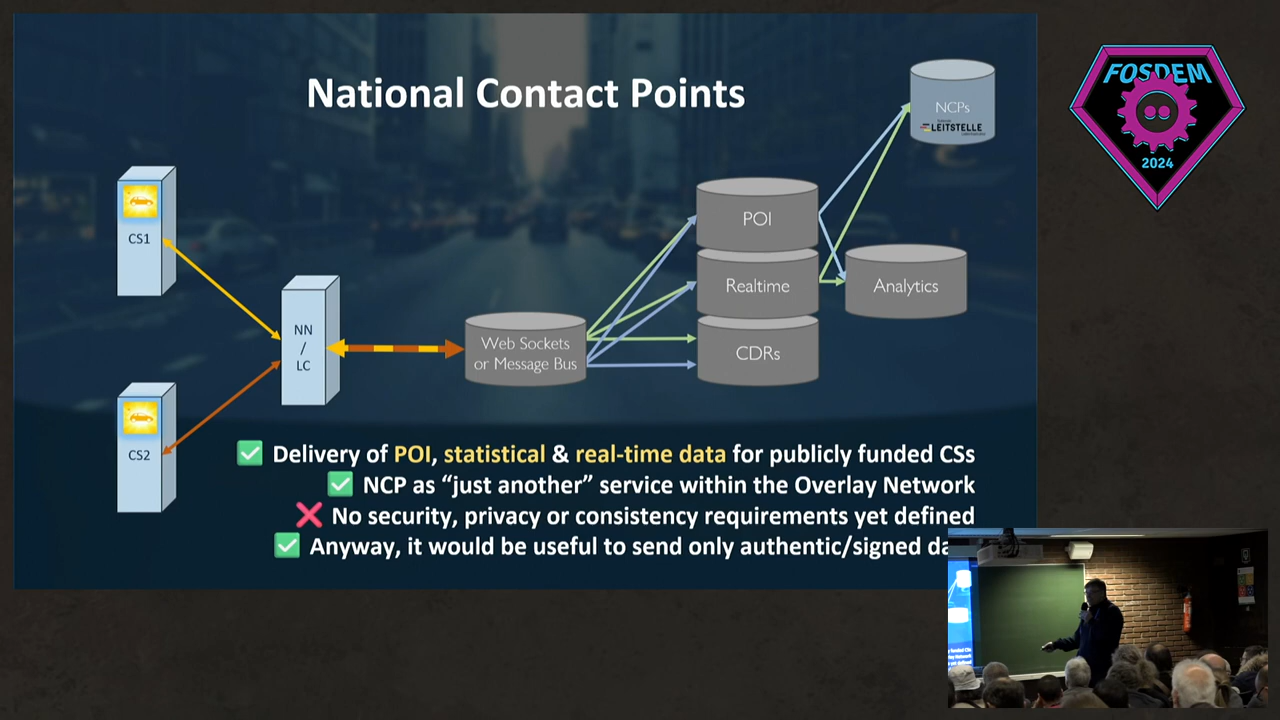 National Contact Points
FOSDEM
2024
NCPs
LEITSTELLE
CS1
POI
Realtime
Analytics
NN
/
LC
Web Sockets
or Message Bus
CDRs
CS2
✅ Delivery of POI, statistical & real-time data for publicly funded CSs
✅ NCP as “just another” service within the Overlay Network
❌ No security, privacy or consistency requirements yet defined
✅ Anyway, it would be useful to send only authentic/signed da